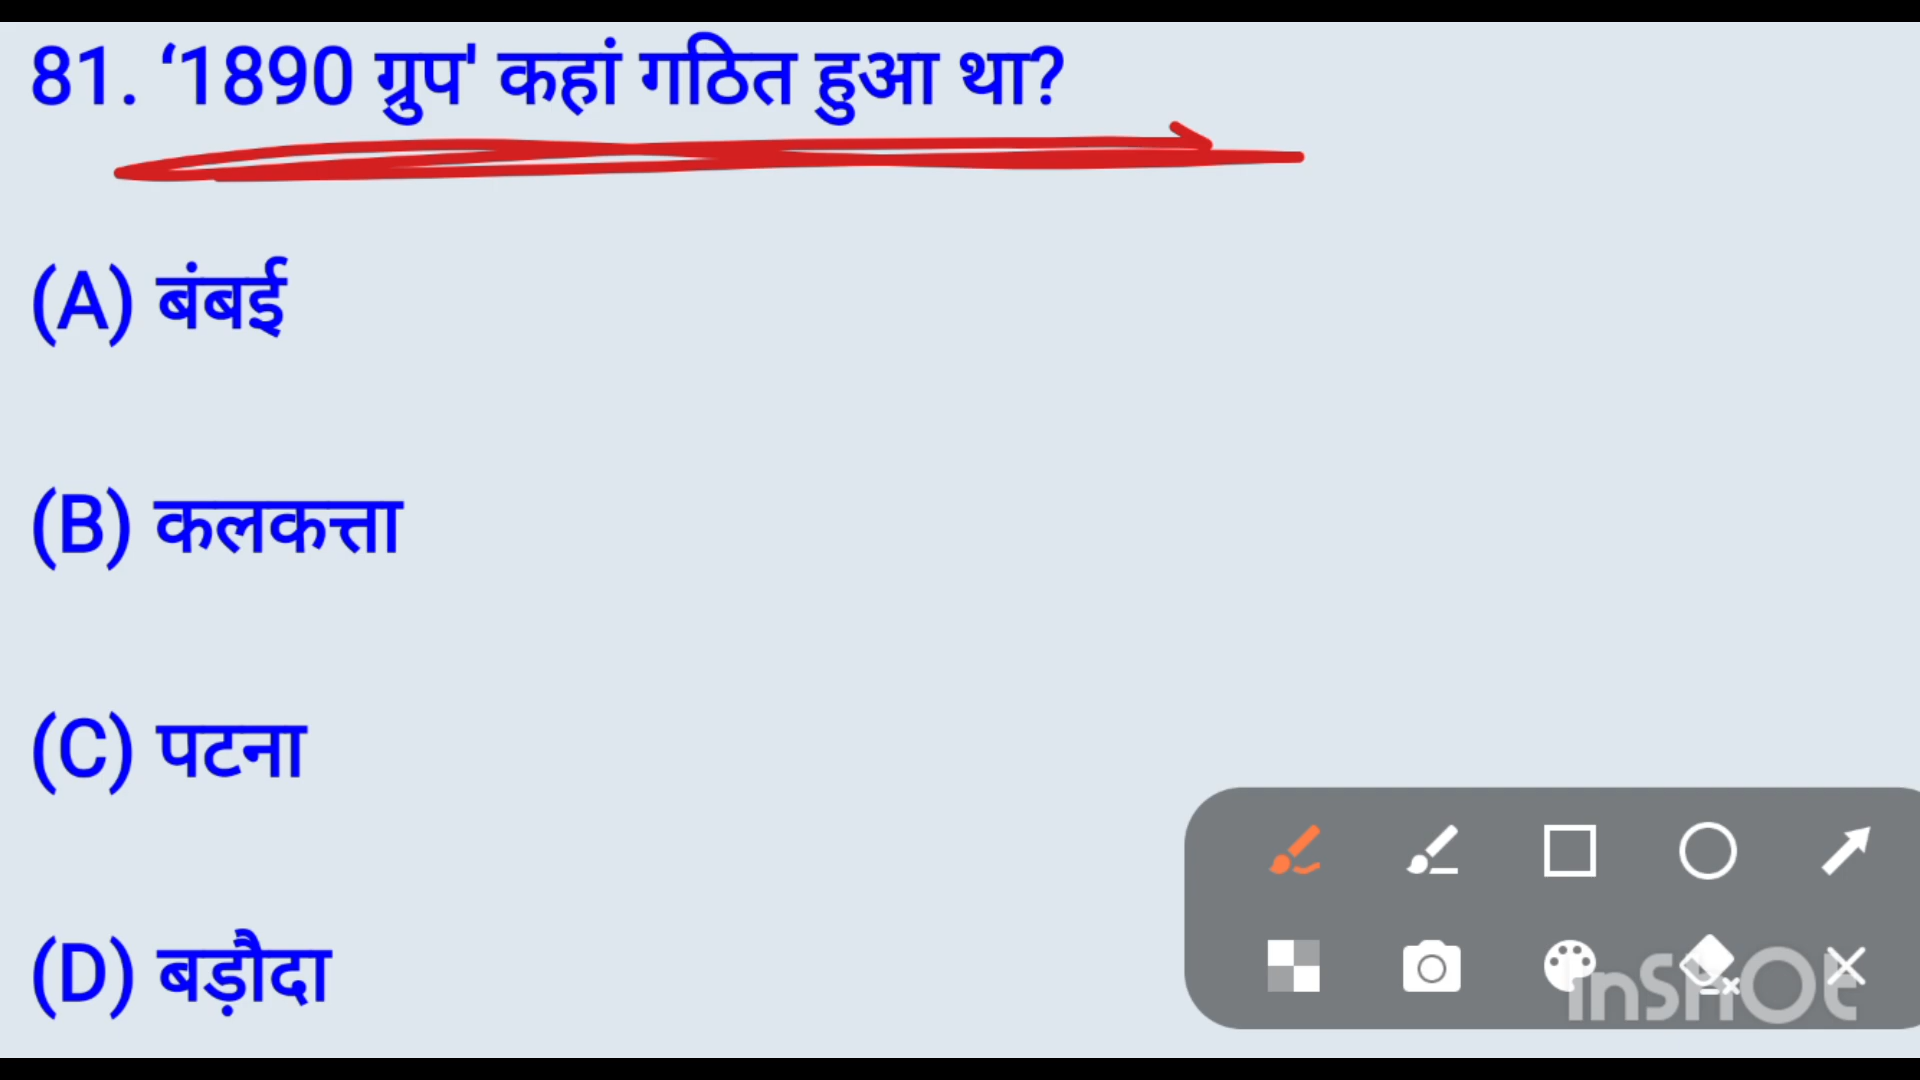 81. ‘1890 ग्रुप' कहां गठित हुआ था?
(A) बंबई
(B) कलकत्ता
(C) पटना
(D) बड़ौदा
InSHOt